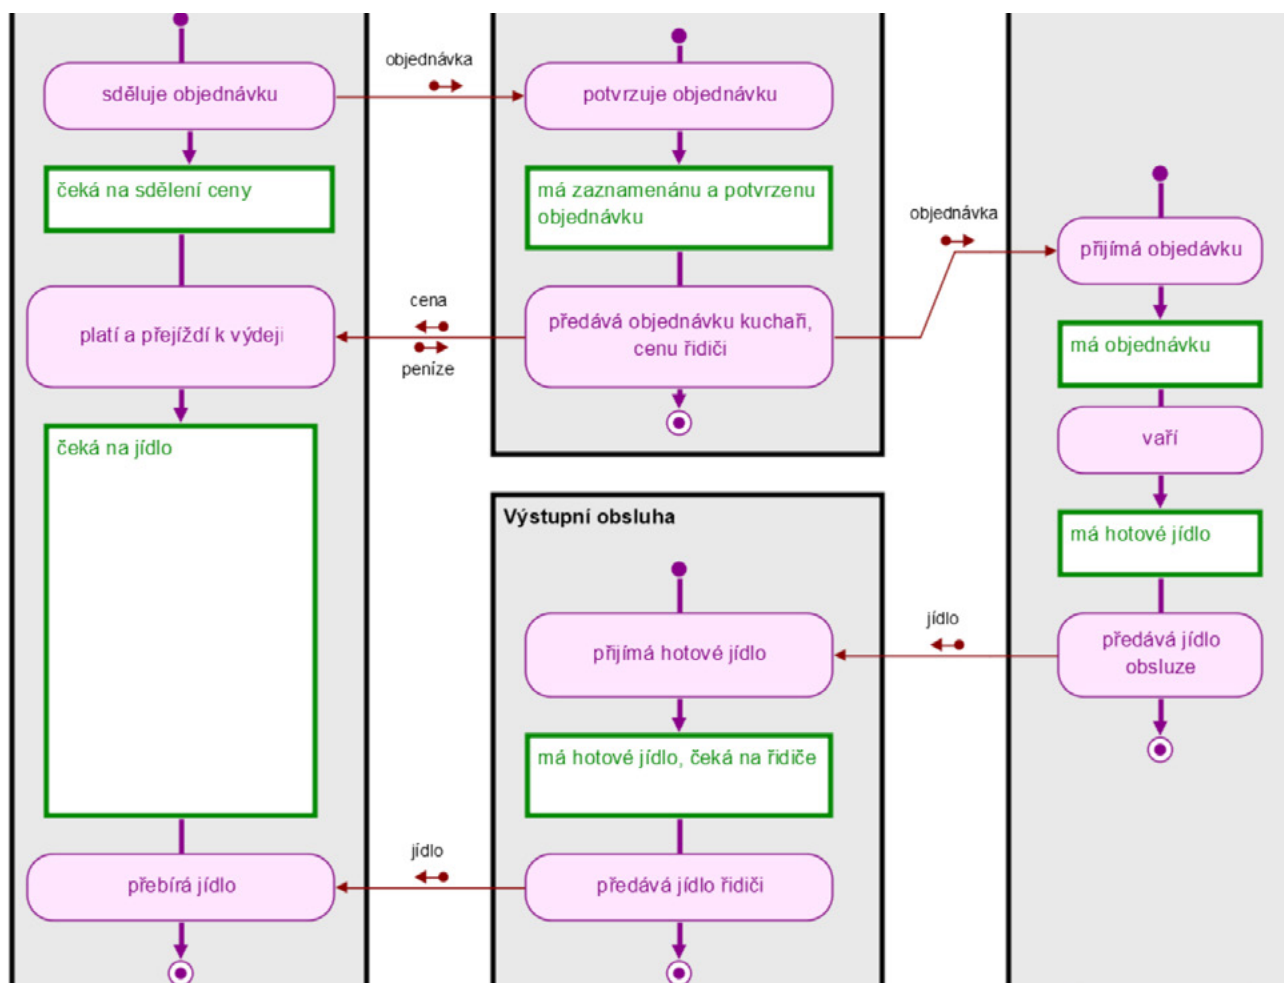 sděluje objednávku
čeká na sdělení ceny
platí a přejíždí k výdeji
čeká na jídlo
přebírá jídlo
objednávka
cena
peníze
jídlo
potvrzuje objednávku
má zaznamenánu a potvrzenu
objednávku
předává objednávku kuchaři,
cenu řidiči
Výstupní obsluha
přijímá hotové jídlo
má hotové jídlo, čeká na řidiče
předává jídlo řidiči
objednávka
jídlo
přijímá objedávku
má objednávku
vaří
má hotové jídlo
předává jídlo
obsluze